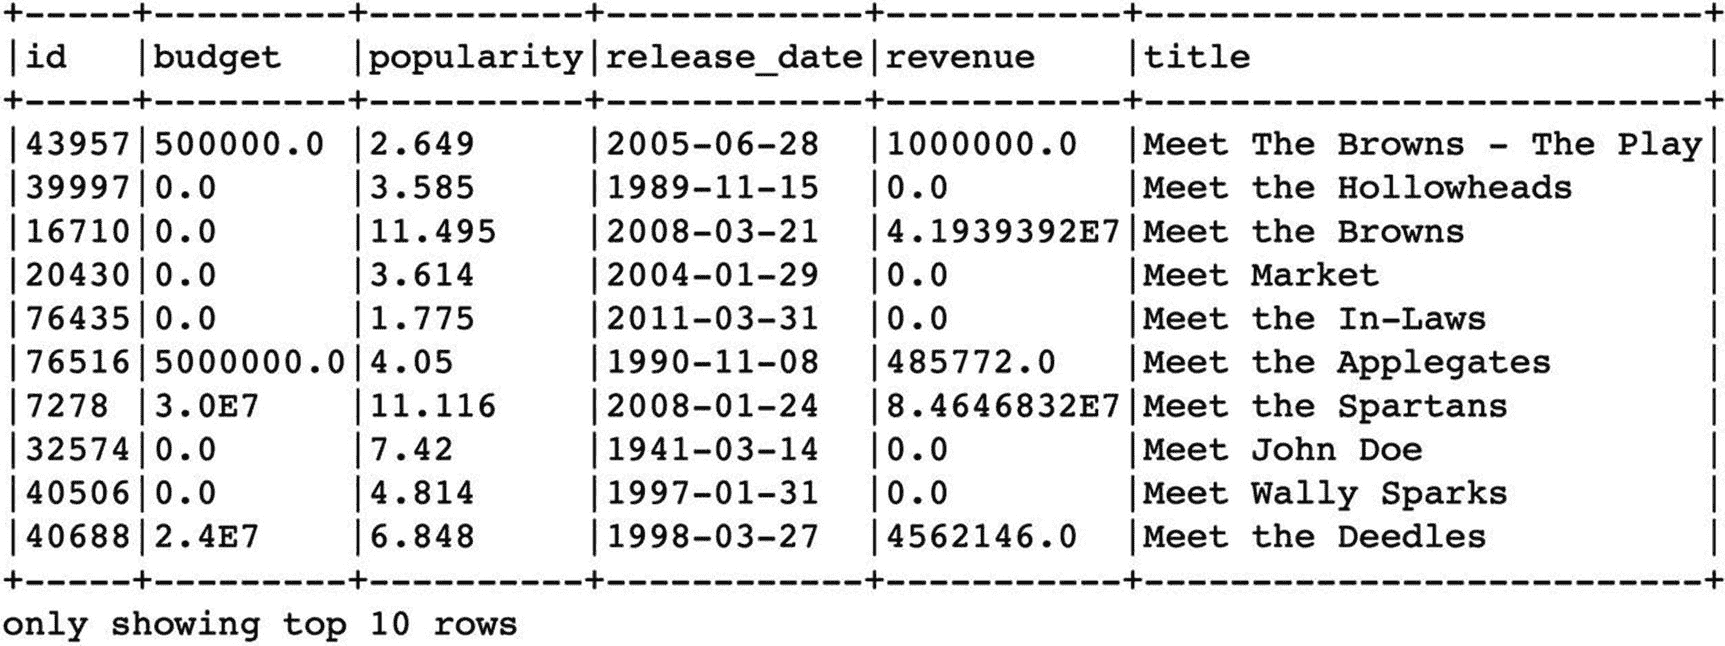 +-----+---------+----------+------------+-----------+--------------------------+
|id   |budget   |popularity|release_date|revenue    |title                     |
+-----+---------+----------+------------+-----------+--------------------------+
|43957|500000.0 |2.649     |2005-06-28  |1000000.0  |Meet The Browns - The Play|
|39997|0.0      |3.585     |1989-11-15  |0.0        |Meet the Hollowheads      |
|16710|0.0      |11.495    |2008-03-21  |4.1939392E7|Meet the Browns           |
|20430|0.0      |3.614     |2004-01-29  |0.0        |Meet Market               |
|76435|0.0      |1.775     |2011-03-31  |0.0        |Meet the In-Laws          |
|76516|5000000.0|4.05      |1990-11-08  |485772.0   |Meet the Applegates       |
|7278 |3.0E7    |11.116    |2008-01-24  |8.4646832E7|Meet the Spartans         |
|32574|0.0      |7.42      |1941-03-14  |0.0        |Meet John Doe             |
|40506|0.0      |4.814     |1997-01-31  |0.0        |Meet Wally Sparks         |
|40688|2.4E7    |6.848     |1998-03-27  |4562146.0  |Meet the Deedles          |
+-----+---------+----------+------------+-----------+--------------------------+
only showing top 10 rows